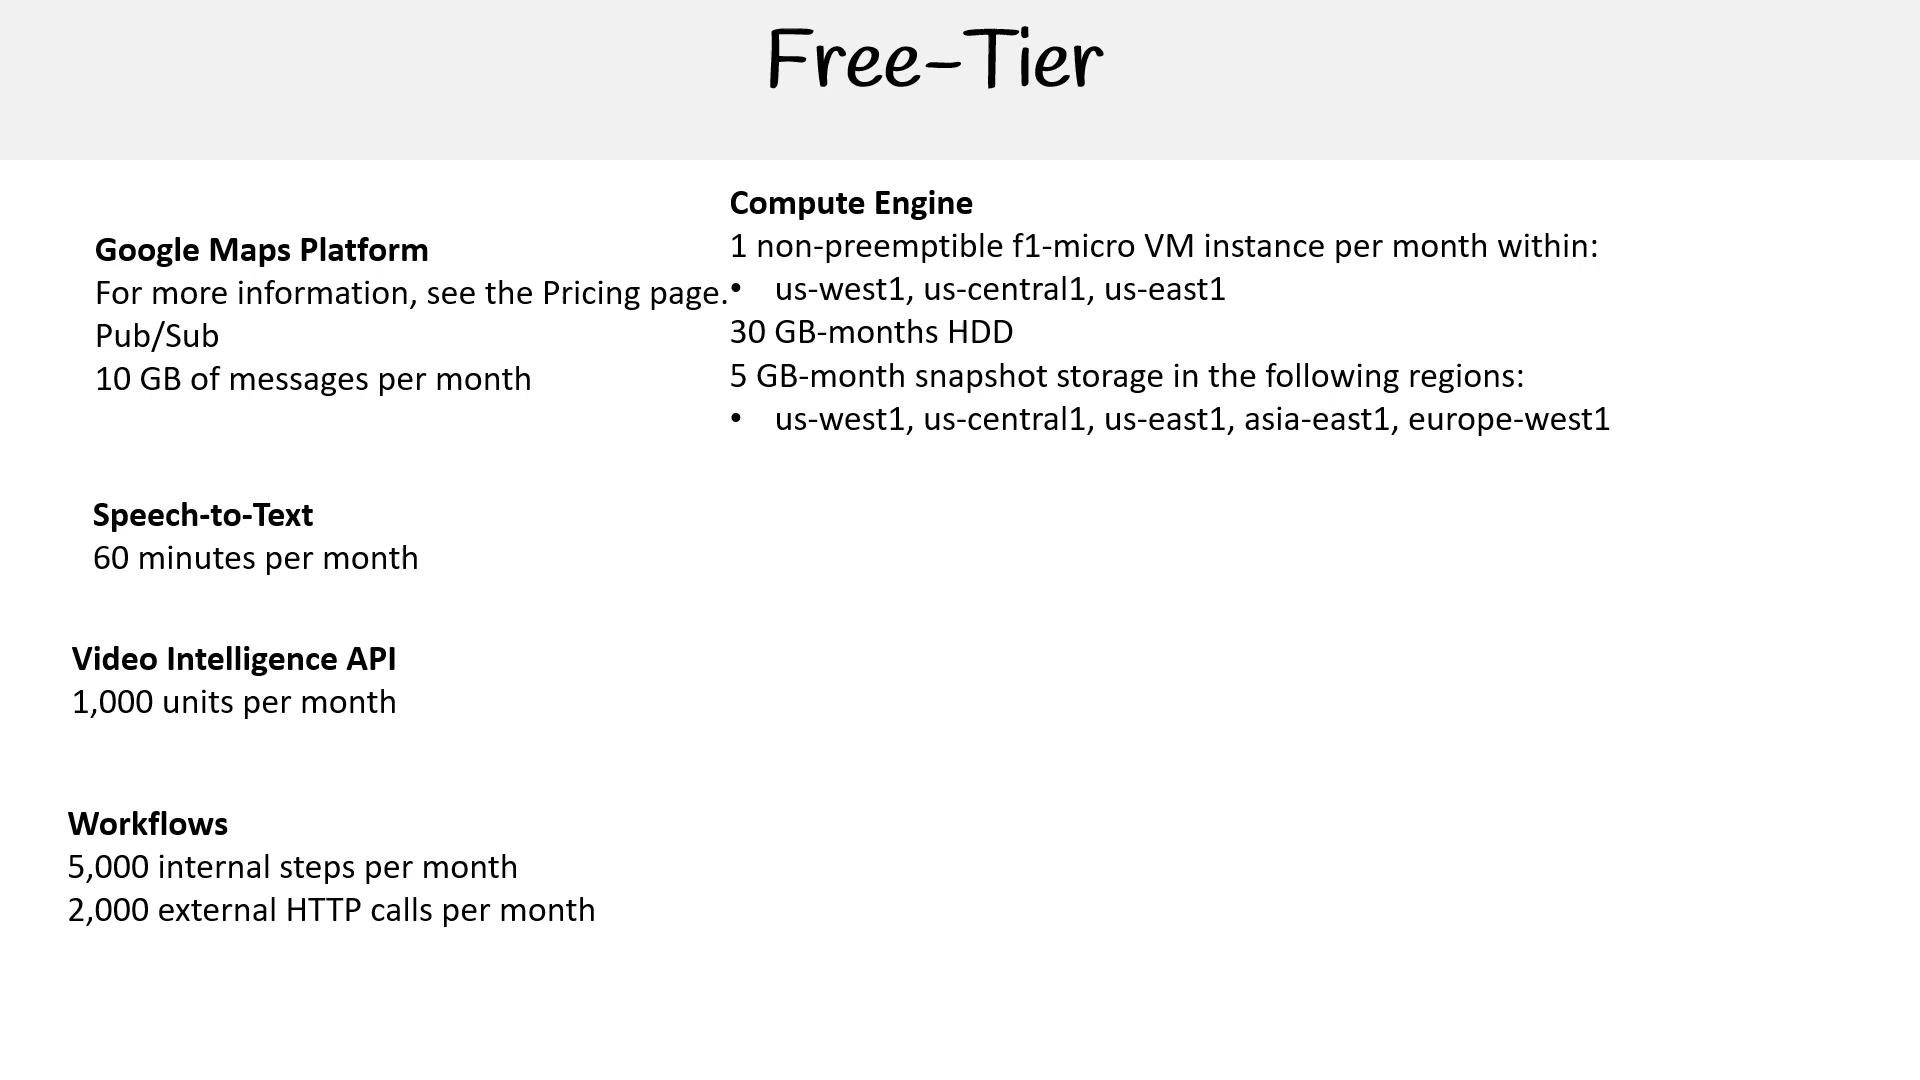 Free-Tier
Google Maps Platform
For more information, see the Pricing page.
Pub/Sub
10 GB of messages per month
Speech-to-Text
60 minutes per month
Video Intelligence API
1,000 units per month
Workflows
5,000 internal steps per month
2,000 external HTTP calls per month
Compute Engine
1 non-preemptible f1-micro VM instance per month within:
• us-west1, us-central1, us-east1
30 GB-months HDD
5 GB-month snapshot storage in the following regions:
• us-west1, us-central1, us-east1, asia-east1, europe-west1